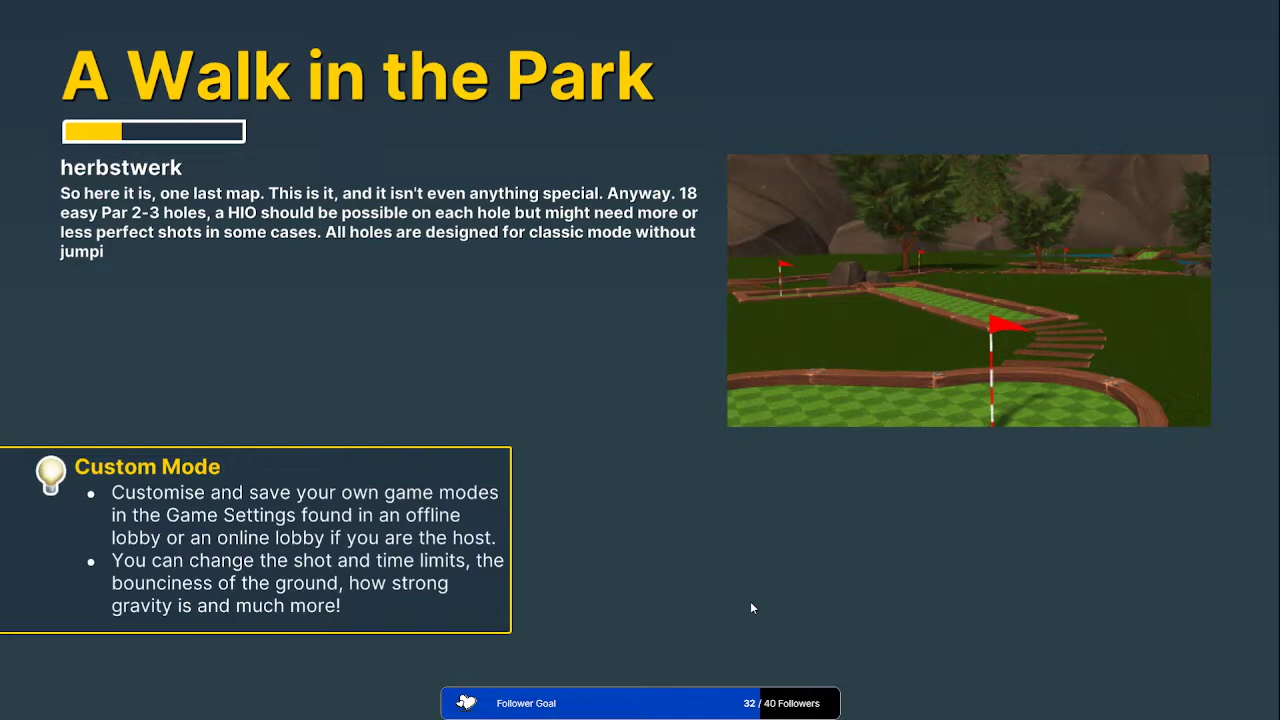 A Walk in the Park
herbstwerk
So here it is, one last map. This is it, and it isn't even anything special. Anyway. 18
easy Par 2-3 holes, a HIO should be possible on each hole but might need more or
less perfect shots in some cases. All holes are designed for classic mode without
jumpi
Custom Mode
• Customise and save your own game modes
in the Game Settings found in an offline
lobby or an online lobby if you are the host.
• You can change the shot and time limits, the
bounciness of the ground, how strong
gravity is and much more!
Follower Goal 32 / 40 Followers